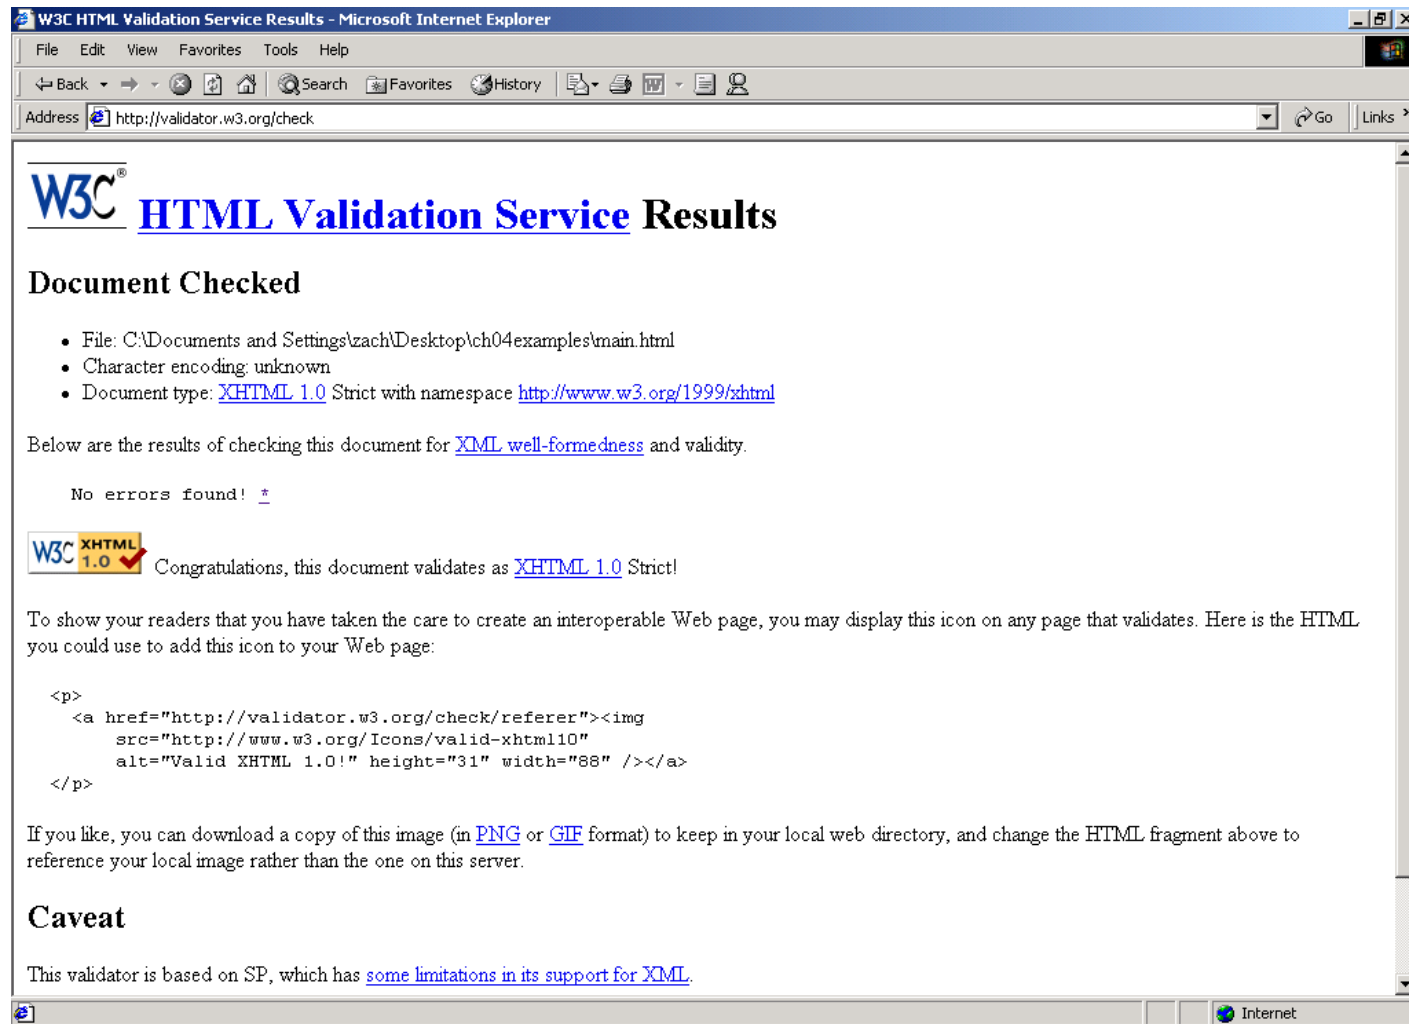 W3C HTML Validation Service Results - Microsoft Internet Explorer
File Edit View Favorites Tools Help
Back Search Favorites History
Address http://validator.w3.org/check Go Links »
W3C® HTML Validation Service Results
Document Checked
• File: C:\Documents and Settings\zach\Desktop\ch04examples\main.html
• Character encoding: unknown
• Document type: XHTML 1.0 Strict with namespace http://www.w3.org/1999/xhtml
Below are the results of checking this document for XML well-formedness and validity.
No errors found! *
W3C XHTML 1.0 Congratulations, this document validates as XHTML 1.0 Strict!
To show your readers that you have taken the care to create an interoperable Web page, you may display this icon on any page that validates. Here is the HTML
you could use to add this icon to your Web page:
<p>
<a href="http://validator.w3.org/check/referer"><img
src="http://www.w3.org/Icons/valid-xhtml10"
alt="Valid XHTML 1.0!" height="31" width="88" /></a>
</p>
If you like, you can download a copy of this image (in PNG or GIF format) to keep in your local web directory, and change the HTML fragment above to
reference your local image rather than the one on this server.
Caveat
This validator is based on SP, which has some limitations in its support for XML.
Internet